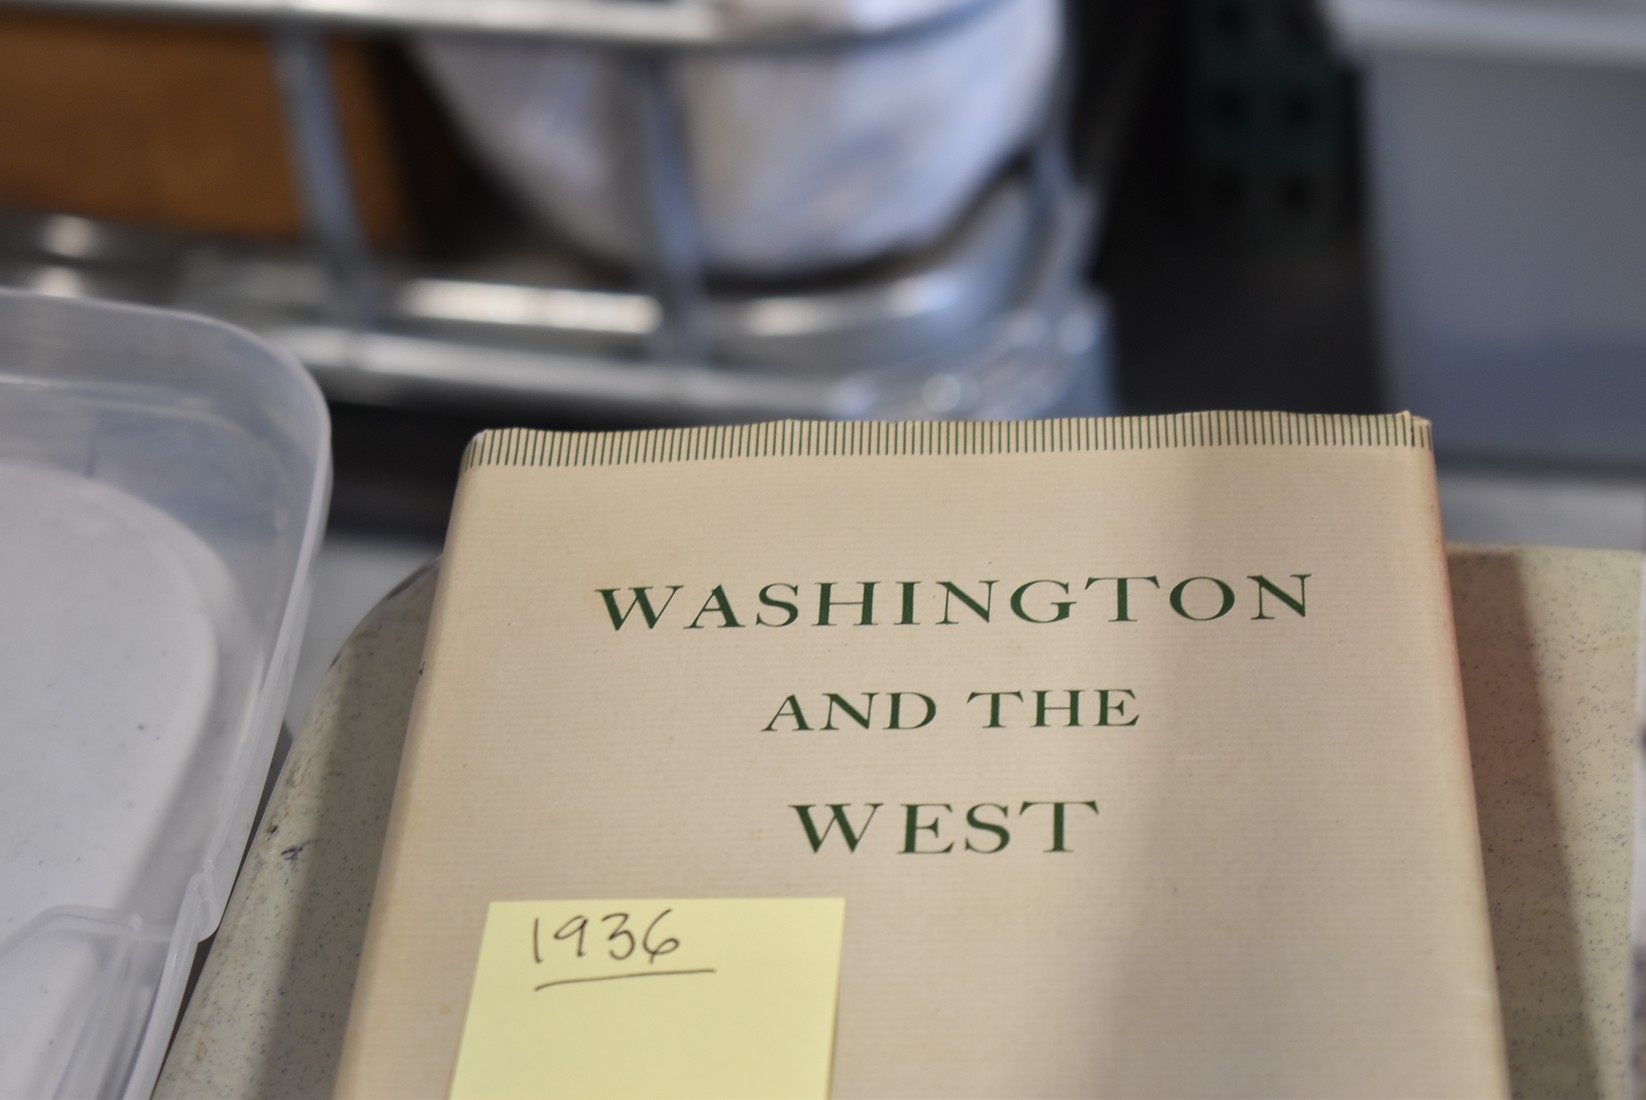 WASHINGTON
AND THE
WEST
1936